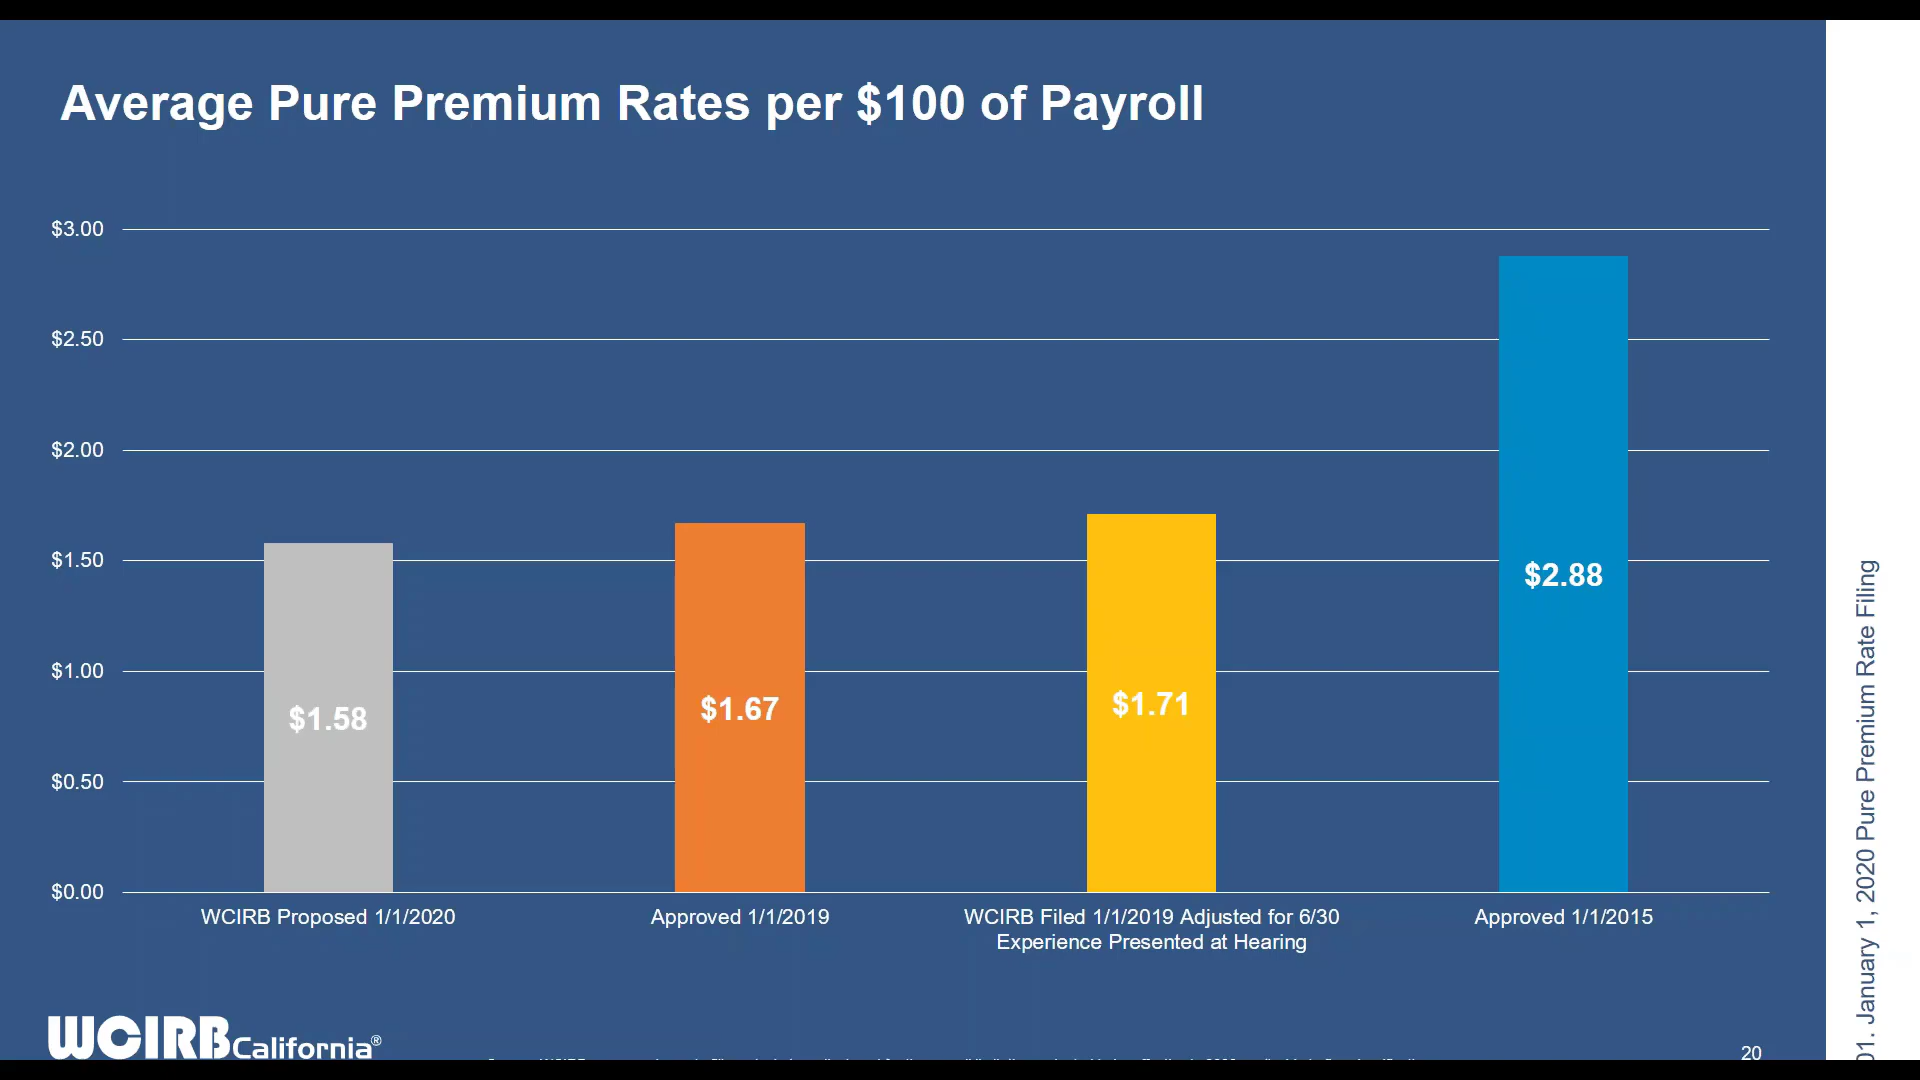 Average Pure Premium Rates per $100 of Payroll
$3.00
$2.50
$2.00
$1.50
$1.00
$0.50
$0.00
$1.58
$1.67
$1.71
$2.88
WCIRB Proposed 1/1/2020
Approved 1/1/2019
WCIRB Filed 1/1/2019 Adjusted for 6/30
Experience Presented at Hearing
Approved 1/1/2015
WCIRB California®
20
01. January 1, 2020 Pure Premium Rate Filing